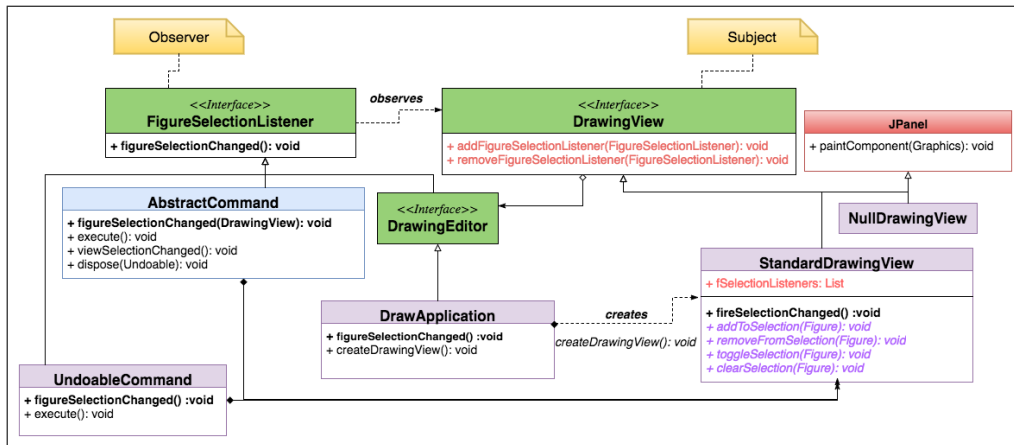 Observer
Subject
<<Interface>>
FigureSelectionListener
+ figureSelectionChanged(): void
observes
<<Interface>>
DrawingView
+ addFigureSelectionListener(FigureSelectionListener): void
+ removeFigureSelectionListener(FigureSelectionListener): void
JPanel
+ paintComponent(Graphics): void
AbstractCommand
+ figureSelectionChanged(DrawingView): void
+ execute(): void
+ viewSelectionChanged(): void
+ dispose(Undoable): void
<<Interface>>
DrawingEditor
NullDrawingView
StandardDrawingView
+ fSelectionListeners: List
+ fireSelectionChanged() :void
+ addToSelection(Figure): void
+ removeFromSelection(Figure): void
+ toggleSelection(Figure): void
+ clearSelection(Figure): void
DrawApplication
+ figureSelectionChanged() :void
+ createDrawingView(): void
creates
createDrawingView(): void
UndoableCommand
+ figureSelectionChanged() :void
+ execute(): void